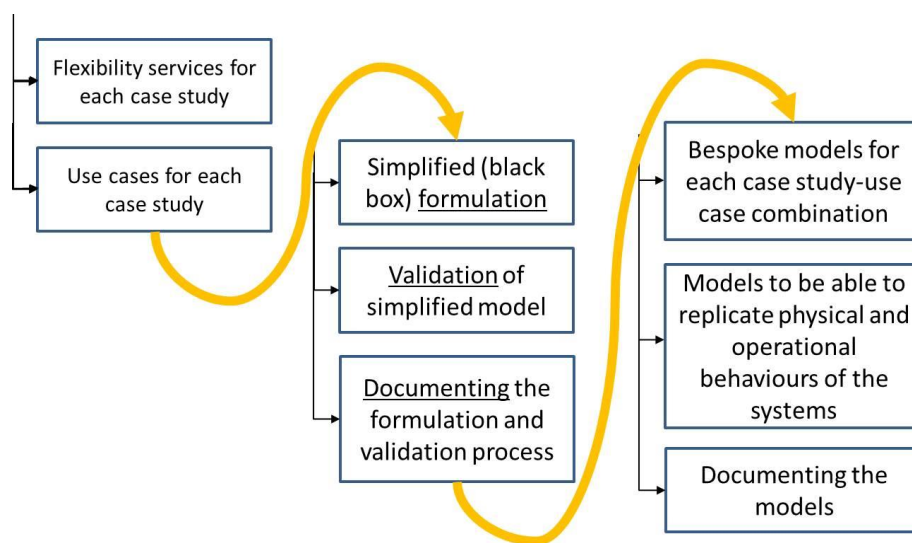 Flexibility services for
each case study
Use cases for each
case study
Simplified (black
box) formulation
Validation of
simplified model
Documenting the
formulation and
validation process
Bespoke models for
each case study-use
case combination
Models to be able to
replicate physical and
operational
behaviours of the
systems
Documenting the
models